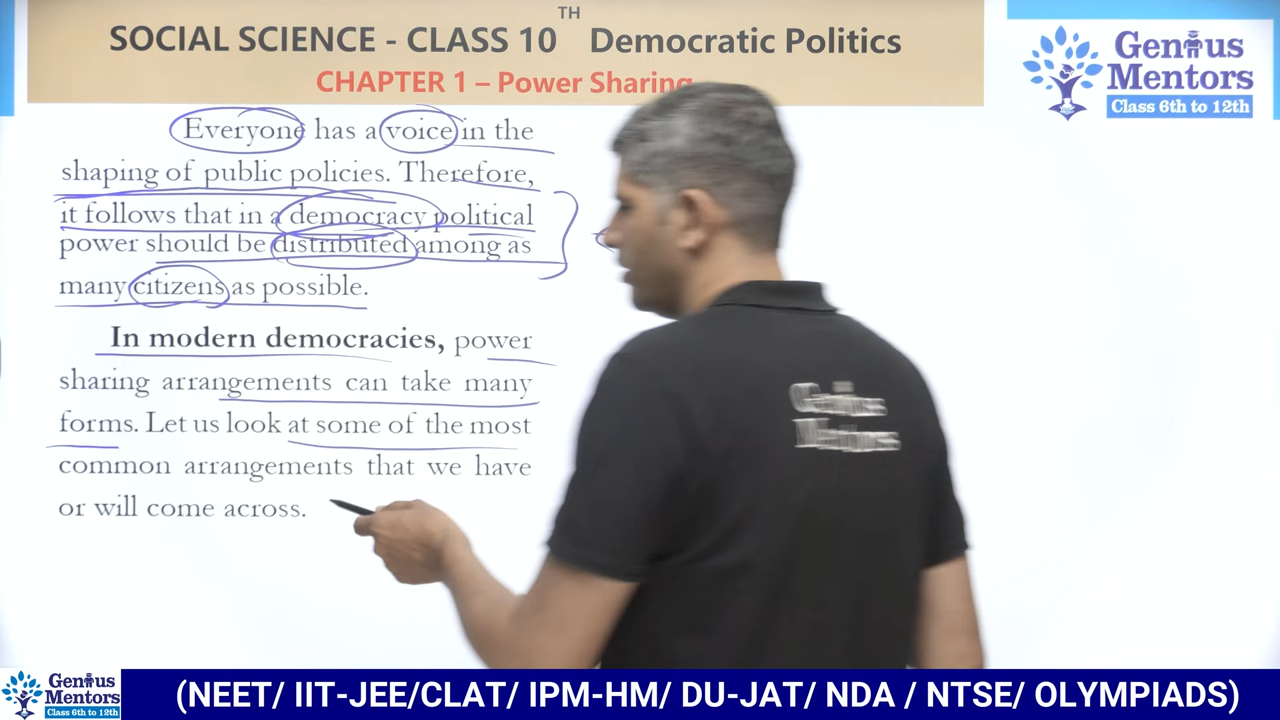 TH
SOCIAL SCIENCE - CLASS 10 Democratic Politics
CHAPTER 1 – Power Sharing
Genius
Mentors
Class 6th to 12th
Everyone has a voice in the
shaping of public policies. Therefore,
it follows that in a democracy political
power should be distributed among as
many citizens as possible.
In modern democracies, power
sharing arrangements can take many
forms. Let us look at some of the most
common arrangements that we have
or will come across.
Genius
Mentors
Genius
Mentors
Class 6th to 12th
(NEET/ IIT-JEE/CLAT/ IPM-HM/ DU-JAT/ NDA / NTSE/ OLYMPIADS)